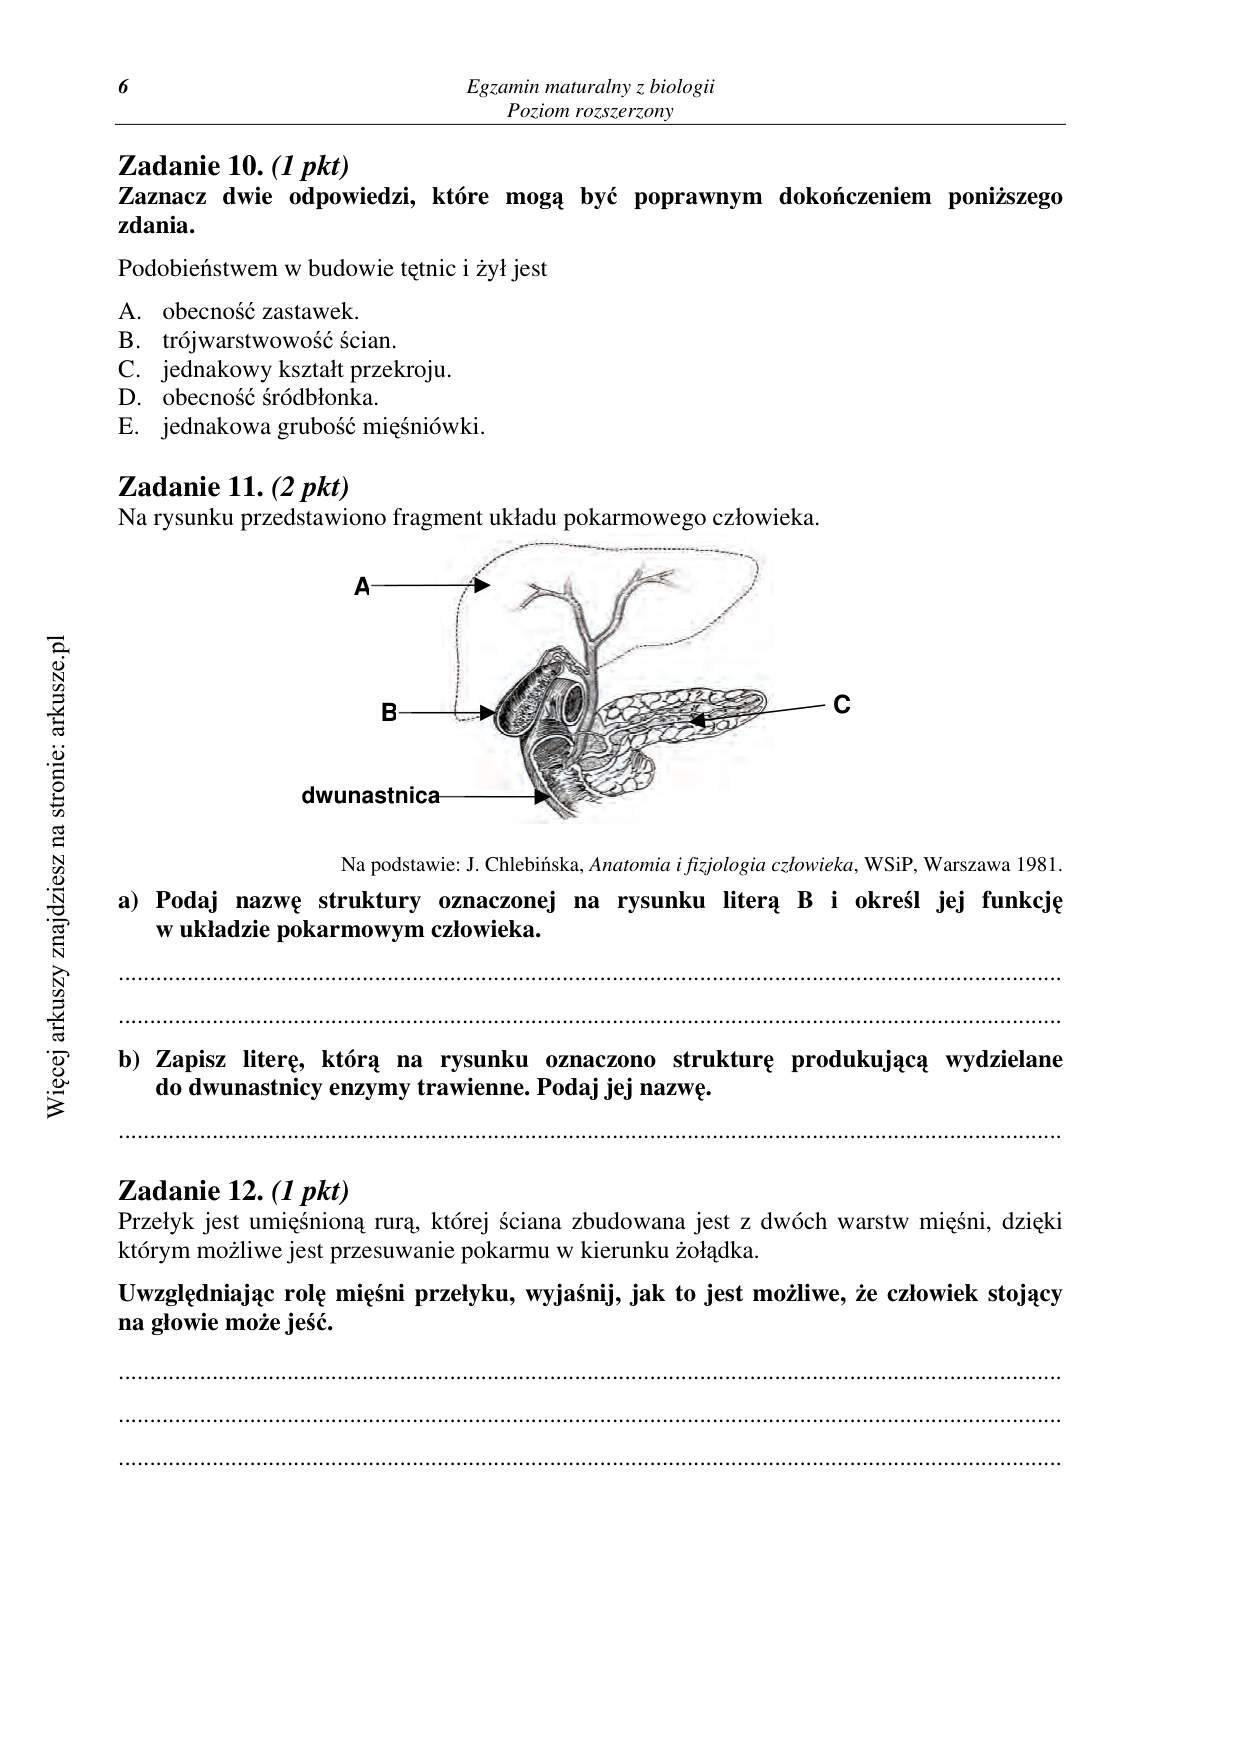 6
Egzamin maturalny z biologii
Poziom rozszerzony
Zadanie 10. (1 pkt)
Zaznacz dwie odpowiedzi, które mogą być poprawnym dokończeniem poniższego
zdania.
Podobieństwem w budowie tętnic i żył jest
A. obecność zastawek.
B. trójwarstwowość ścian.
C. jednakowy kształt przekroju.
D. obecność śródbłonka.
E. jednakowa grubość mięśniówki.
Zadanie 11. (2 pkt)
Na rysunku przedstawiono fragment układu pokarmowego człowieka.
A
B
C
dwunastnica
Na podstawie: J. Chlebińska, Anatomia i fizjologia człowieka, WSiP, Warszawa 1981.
a) Podaj nazwę struktury oznaczonej na rysunku literą B i określ jej funkcję
w układzie pokarmowym człowieka.
b) Zapisz literę, którą na rysunku oznaczono strukturę produkującą wydzielane
do dwunastnicy enzymy trawienne. Podaj jej nazwę.
Zadanie 12. (1 pkt)
Przełyk jest umięśnioną rurą, której ściana zbudowana jest z dwóch warstw mięśni, dzięki
którym możliwe jest przesuwanie pokarmu w kierunku żołądka.
Uwzględniając rolę mięśni przełyku, wyjaśnij, jak to jest możliwe, że człowiek stojący
na głowie może jeść.
Więcej arkuszy znajdziesz na stronie: arkusze.pl